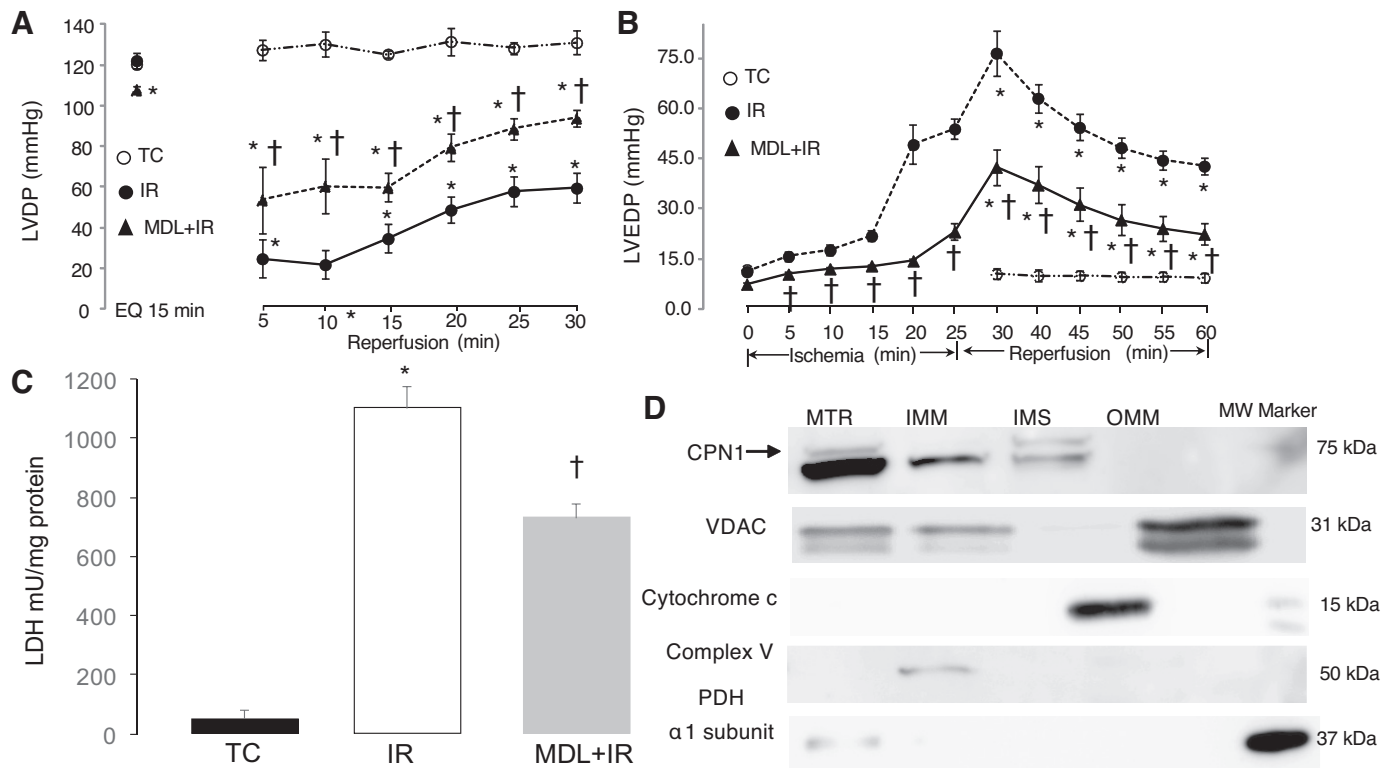 A
LVDP (mmHg)
140
120
100
80
60
40
20
0
*
TC
IR
MDL+IR
* † * † * † * † * † * †
* * * * *
EQ 15 min
5 10 * 15 20 25 30
Reperfusion (min)
B
LVEDP (mmHg)
75.0
60.0
45.0
30.0
15.0
0.0
TC
IR
MDL+IR
* * * * * *
* † * † * † * † * † * †
† † † † †
0 5 10 15 20 25 30 40 45 50 55 60
Ischemia (min) Reperfusion (min)
C
LDH mU/mg protein
1200
1000
800
600
400
200
0
*
†
TC IR MDL+IR
D
MTR IMM IMS OMM MW Marker
CPN1 75 kDa
VDAC 31 kDa
Cytochrome c 15 kDa
Complex V 50 kDa
PDH
α1 subunit 37 kDa